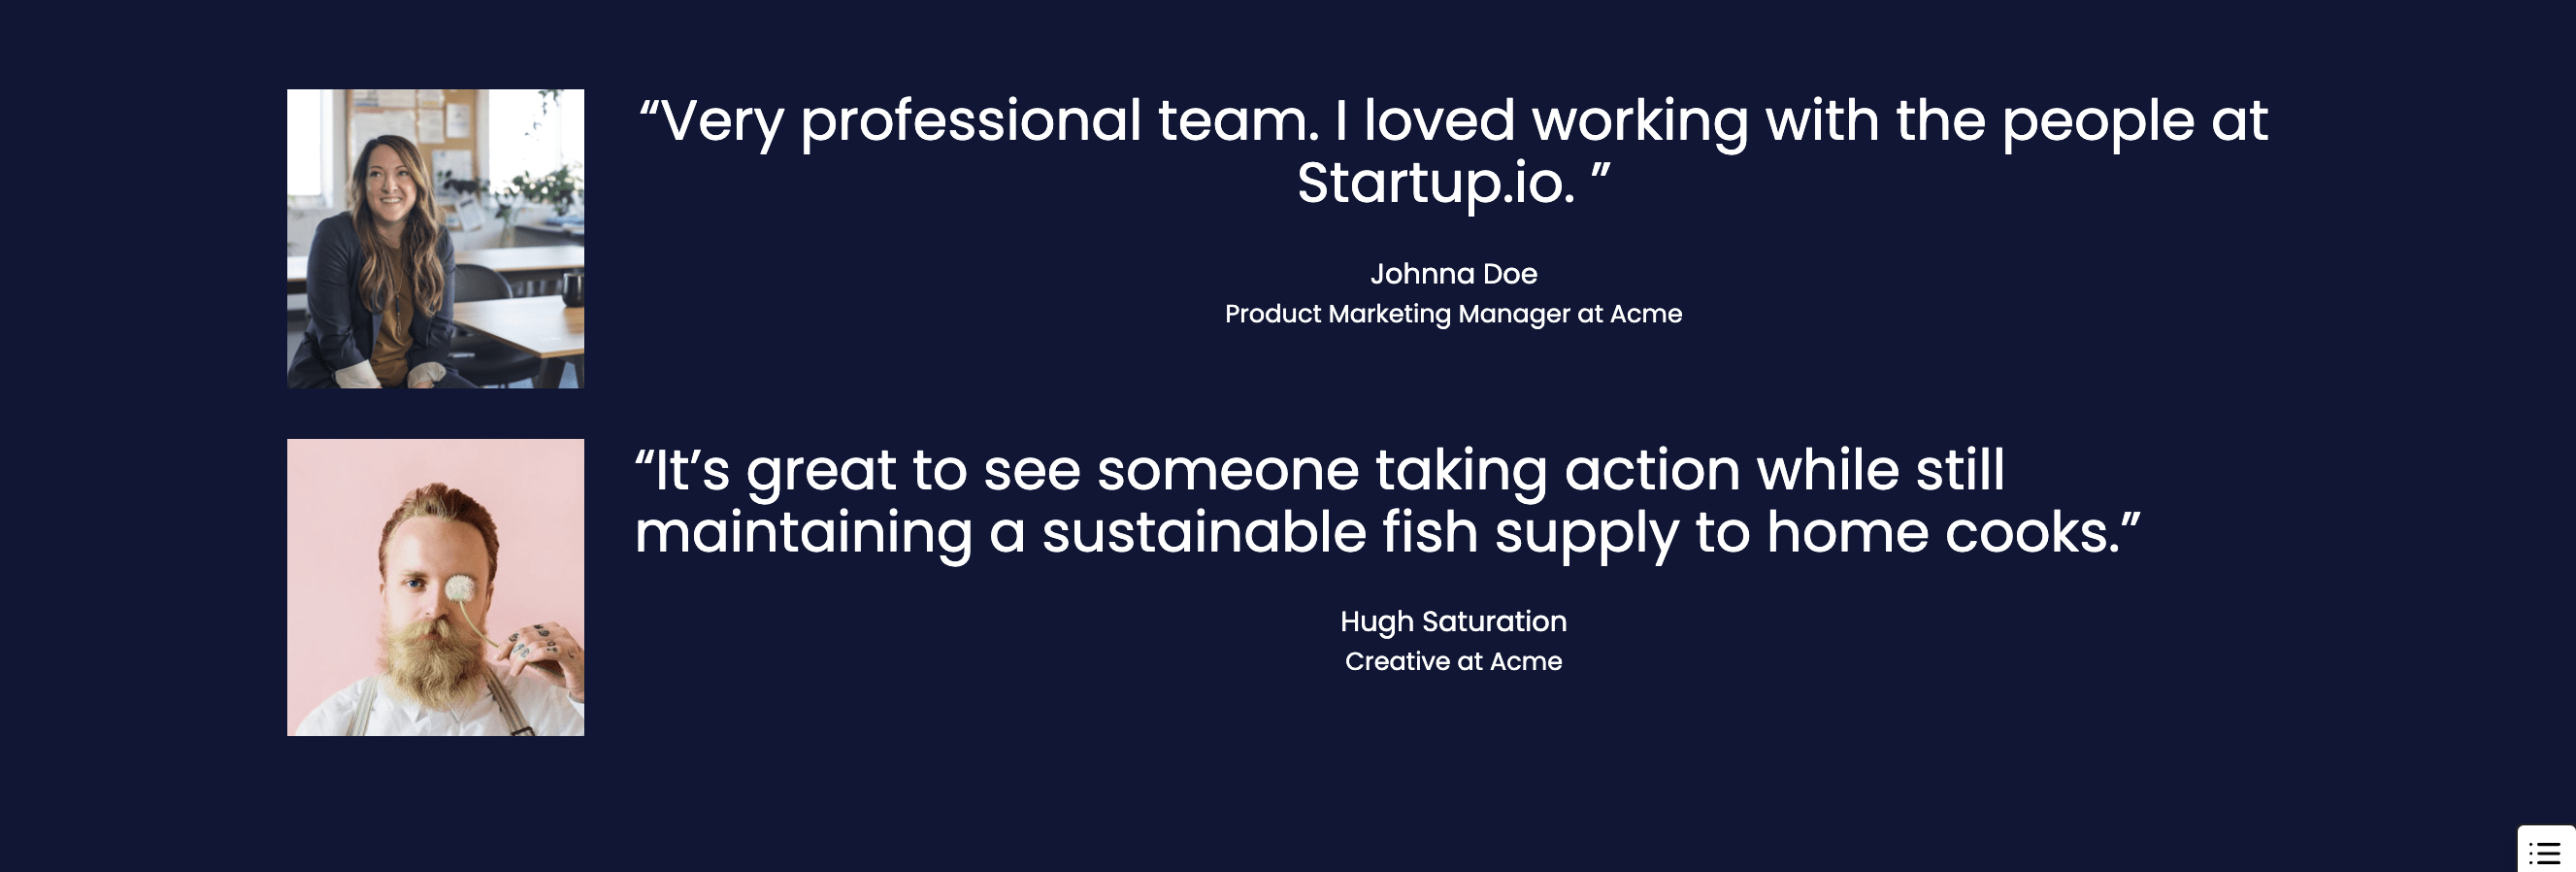 “Very professional team. I loved working with the people at
Startup.io. ”
Johnna Doe
Product Marketing Manager at Acme
“It’s great to see someone taking action while still
maintaining a sustainable fish supply to home cooks.”
Hugh Saturation
Creative at Acme